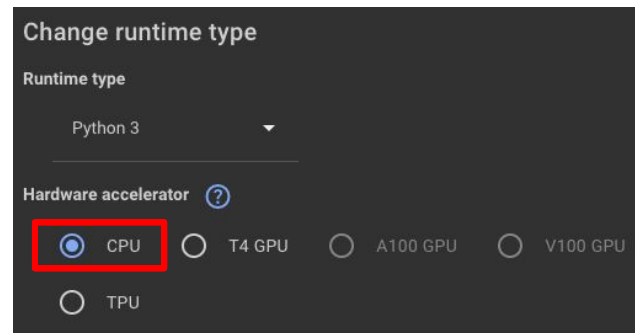 Change runtime type
Runtime type
Python 3
Hardware accelerator ?
CPU T4 GPU A100 GPU V100 GPU
TPU